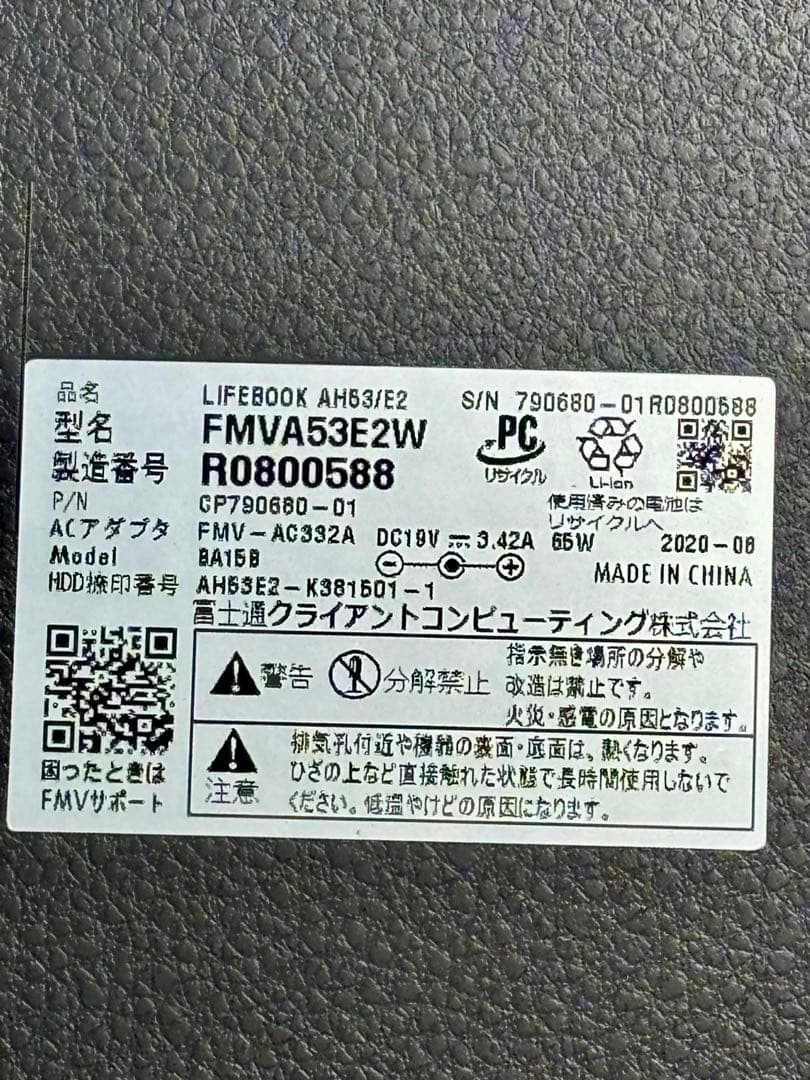 品名 LIFEBOOK AH53/E2 S/N 790680-01R0800588
型名 FMVA53E2W
製造番号 R0800588
PC
リサイクル
Li-ion
P/N CP790680-01
使用済みの電池は
リサイクルへ
ACアダプタ FMV-AC332A DC19V 3.42A 65W 2020-08
Model BA15B
MADE IN CHINA
HDD捺印番号 AH53E2-K381501-1
富士通クライアントコンピューティング株式会社
警告 分解禁止
指示無き場所の分解や
改造は禁止です。
火災・感電の原因となります。
注意
排気孔付近や機器の裏面・底面は、熱くなります。
ひざの上など直接触れた状態で長時間使用しないで
ください。低温やけどの原因になります。
困ったときは
FMVサポート